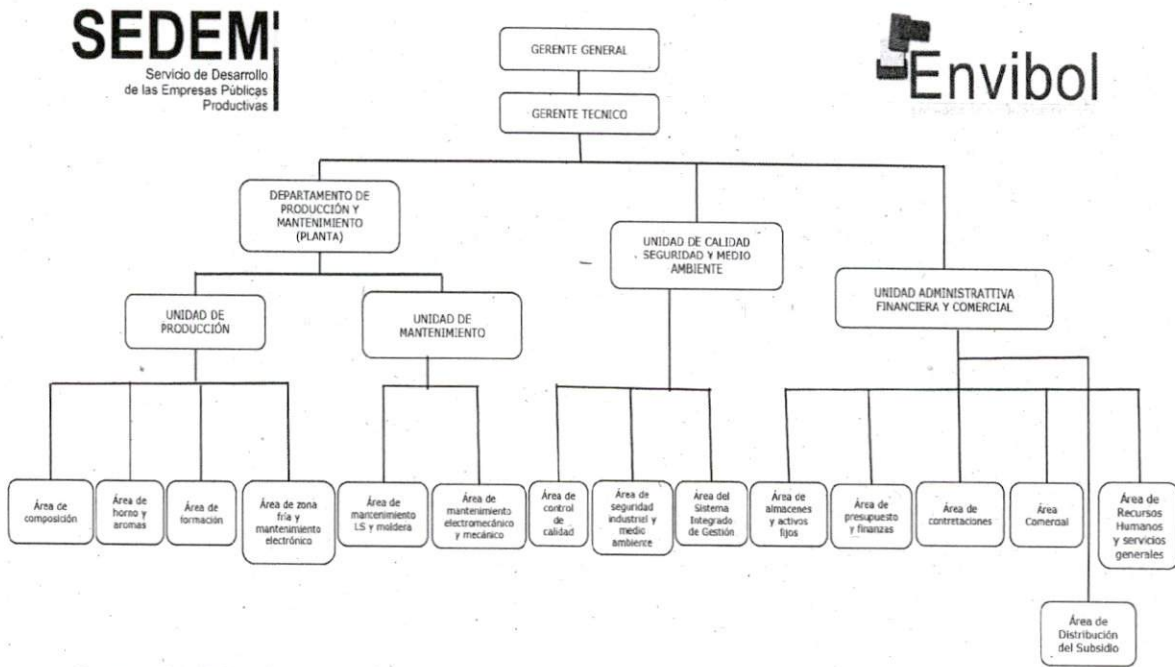 SEDEM
Servicio de Desarrollo
de las Empresas Públicas
Productivas
Envibol
GERENTE GENERAL
GERENTE TECNICO
DEPARTAMENTO DE
PRODUCCIÓN Y
MANTENIMIENTO
(PLANTA)
UNIDAD DE CALIDAD
SEGURIDAD Y MEDIO
AMBIENTE
UNIDAD ADMINISTRATTIVA
FINANCIERA Y COMERCIAL
UNIDAD DE
PRODUCCIÓN
UNIDAD DE
MANTENIMIENTO
Área de
composición
Área de
horno y
aromas
Área de
formación
Área de zona
fría y
mantenimiento
electrónico
Área de
mancenimiento
LS y moldera
Área de
mantenimiento
electromecánico
y mecánico
Área de
control
de
calidad
Área de
seguridad
industriel y
medio
ambiente
Área del
Sistema
Integrado
de Gestión
Área de
almacenes
y activos
fijos
Área de
presupuesto
y finanzas
Área de
contretaciones
Área
Comercial
Área de
Recursos
Humanos
y servicios
generales
Área de
Distribución
del Subsidio